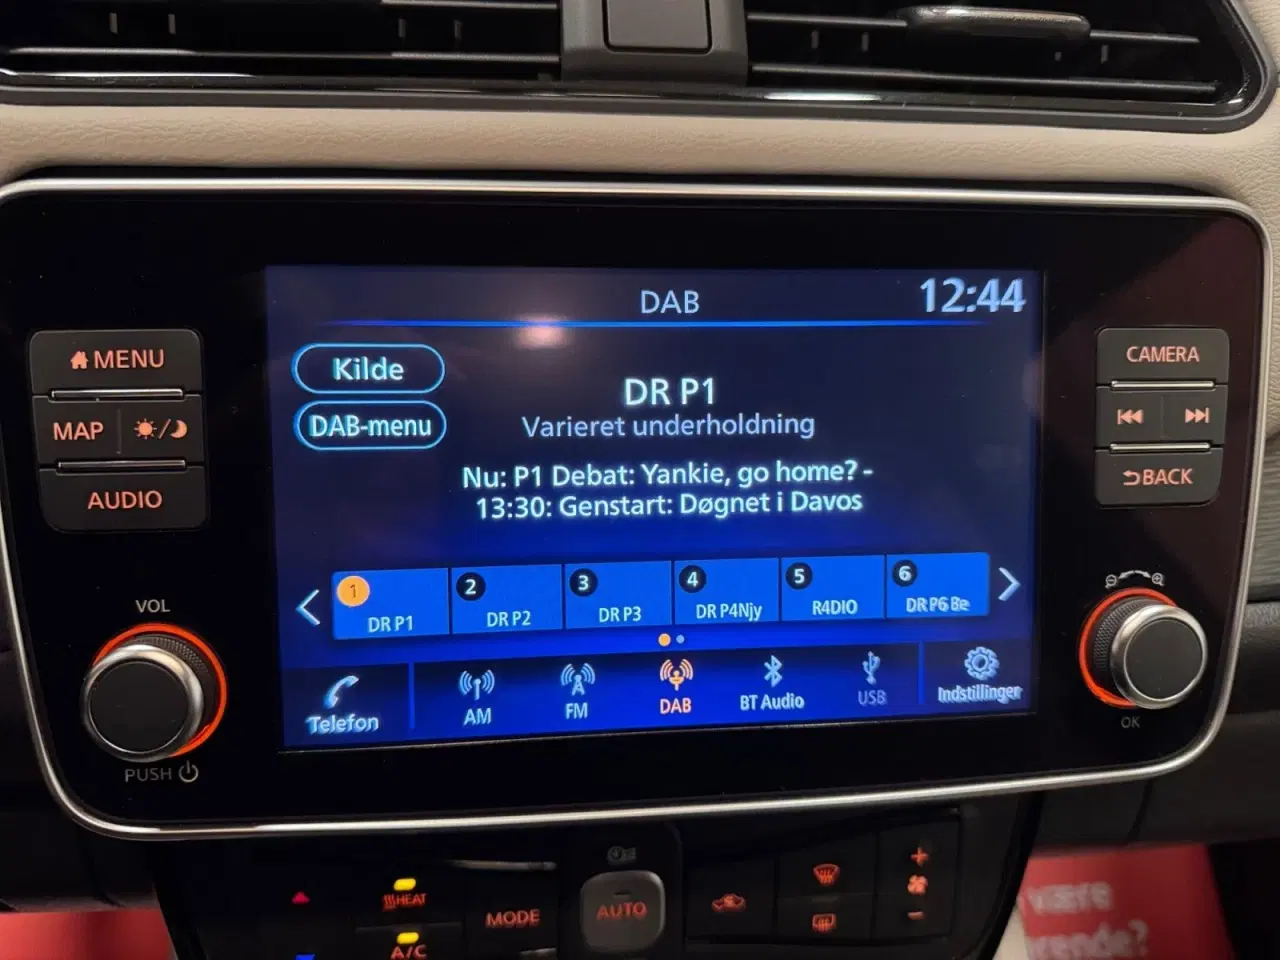 DAB
12:44
Kilde
DAB-menu
DR P1
Varieret underholdning
Nu: P1 Debat: Yankie, go home? -
13:30: Genstart: Døgnet i Davos
1 DR P1
2 DR P2
3 DR P3
4 DR P4Njy
5 R4DIO
6 DR P6 Be
Telefon
AM
FM
DAB
BT Audio
USB
Indstillinger
MENU
MAP
AUDIO
VOL
PUSH
CAMERA
BACK
OK
HEAT
A/C
MODE
AUTO
+
-
være
rende?